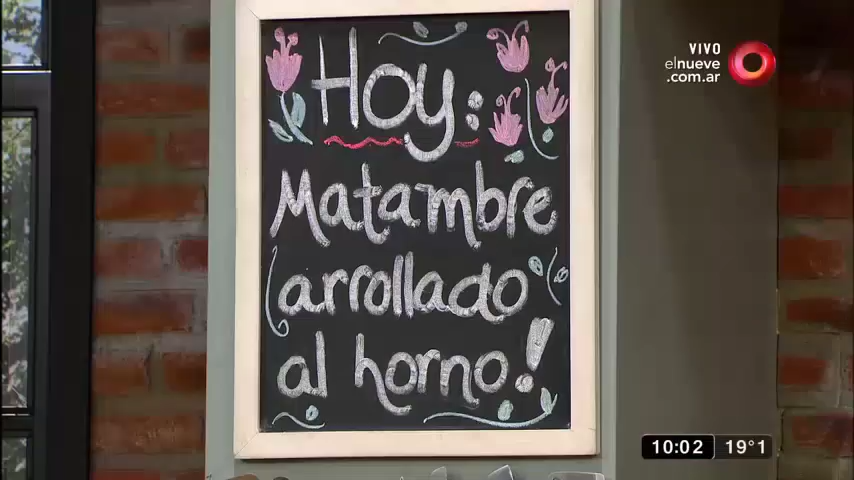 Hoy:
Matambre
arrollado
al horno!
VIVO
elnueve
.com.ar
10:02 19°1